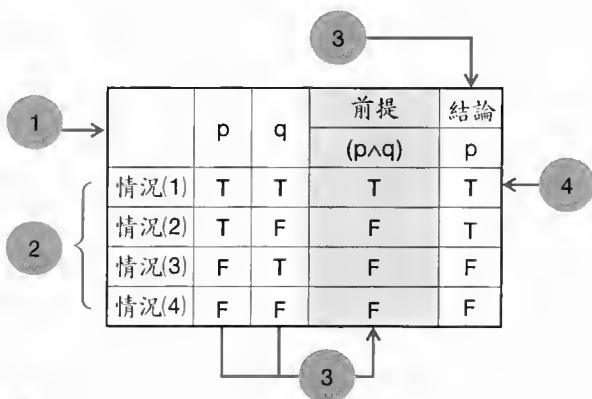 3
前提 結論
1
p q
(p∧q) p
情況(1) T T T T
4
情況(2) T F F T
2
情況(3) F T F F
情況(4) F F F F
3